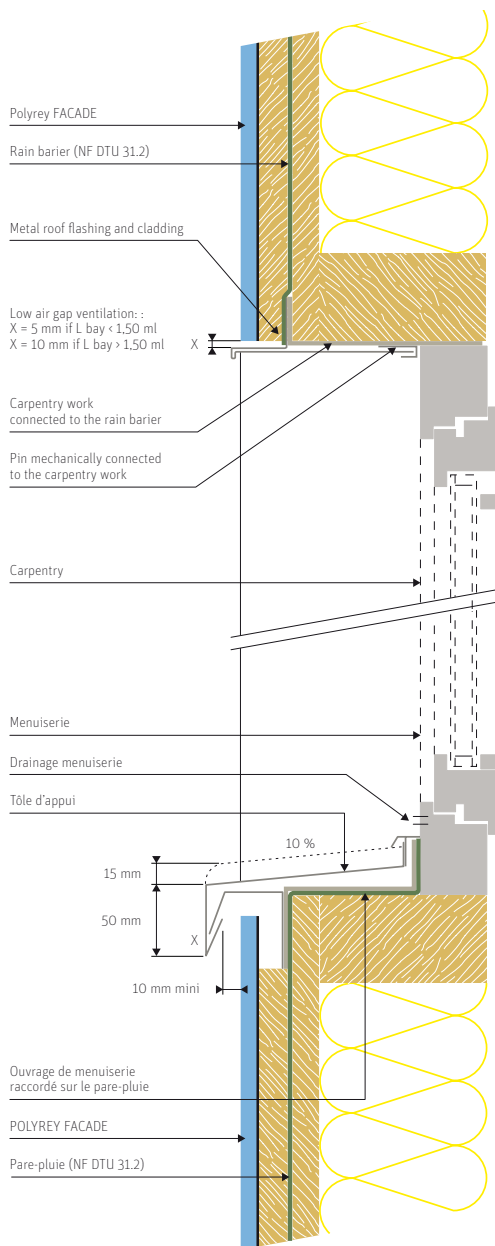 Polyrey FACADE
Rain barier (NF DTU 31.2)
Metal roof flashing and cladding
Low air gap ventilation: :
X = 5 mm if L bay < 1,50 ml
X = 10 mm if L bay > 1,50 ml
X
Carpentry work
connected to the rain barier
Pin mechanically connected
to the carpentry work
Carpentry
Menuiserie
Drainage menuiserie
Tôle d'appui
10 %
15 mm
50 mm
X
10 mm mini
Ouvrage de menuiserie
raccordé sur le pare-pluie
POLYREY FACADE
Pare-pluie (NF DTU 31.2)